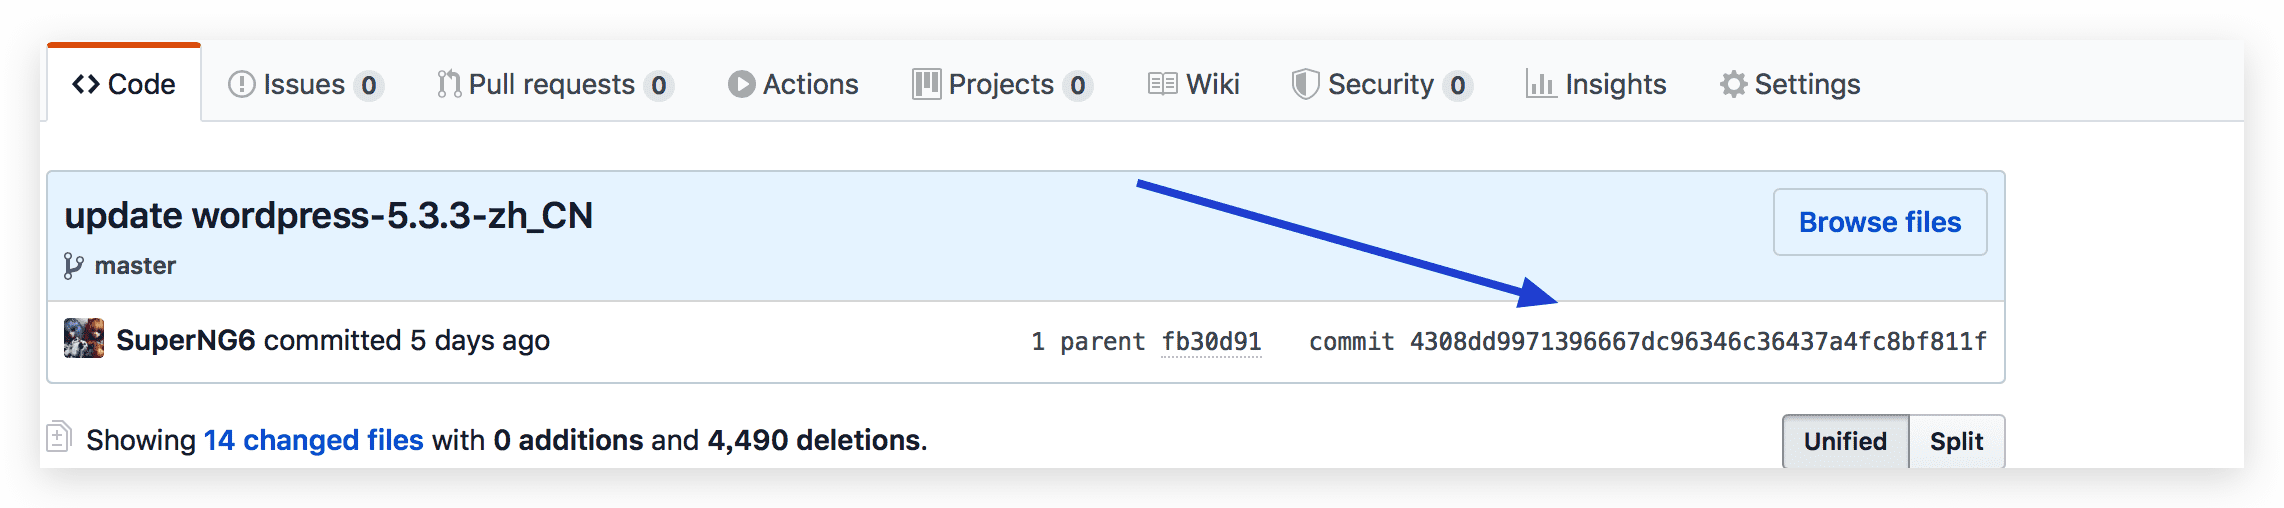 Code Issues 0 Pull requests 0 Actions Projects 0 Wiki Security 0 Insights Settings
update wordpress-5.3.3-zh_CN
Browse files
master
SuperNG6 committed 5 days ago 1 parent fb30d91 commit 4308dd9971396667dc96346c36437a4fc8bf811f
Showing 14 changed files with 0 additions and 4,490 deletions. Unified Split